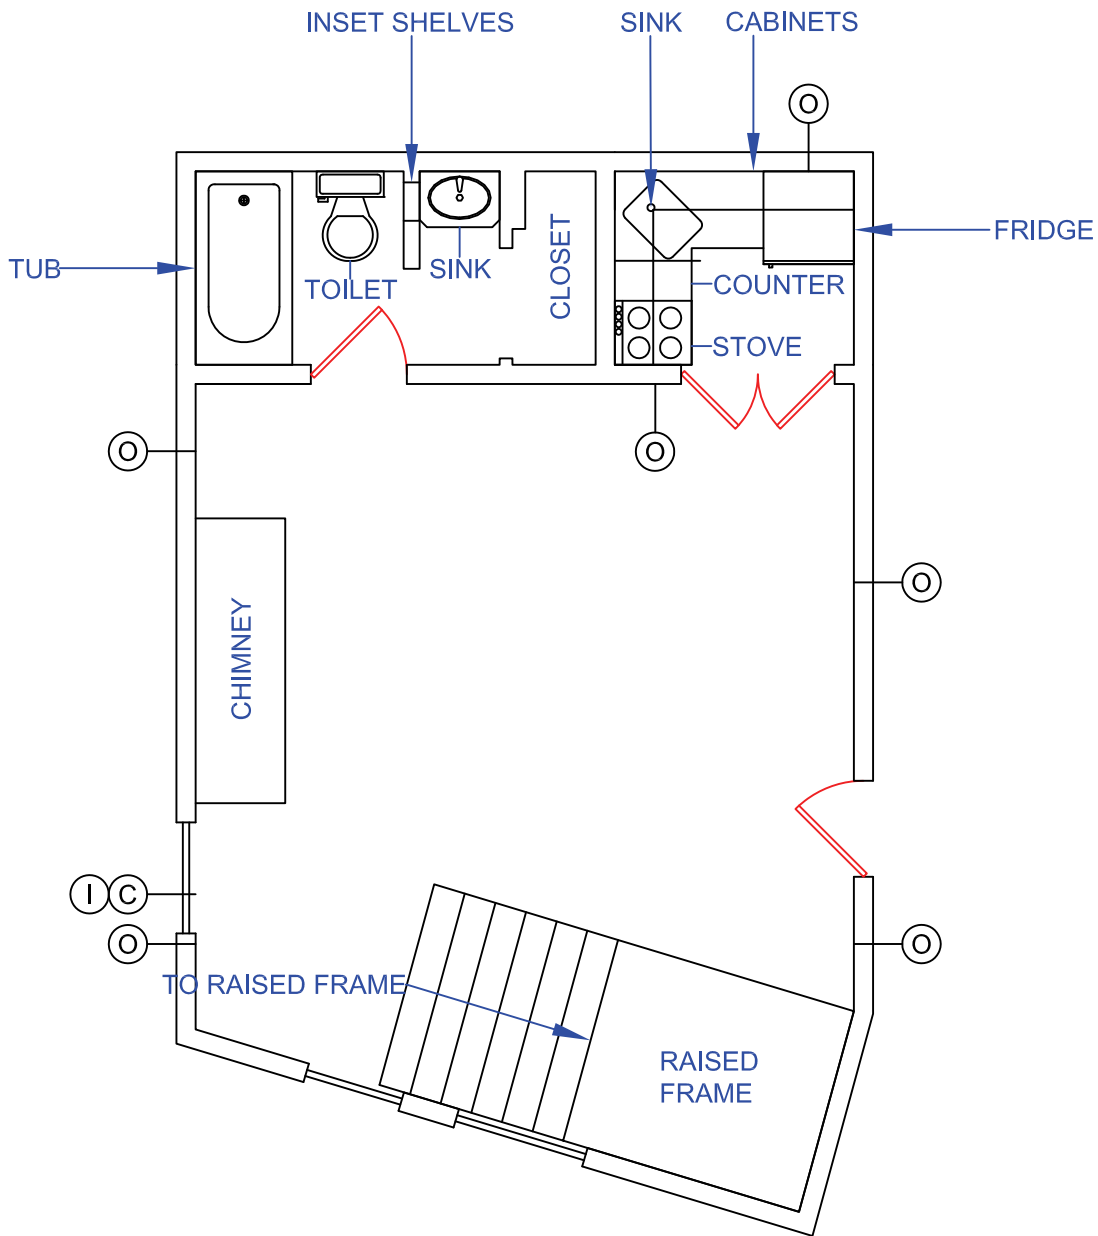 INSET SHELVES
SINK
CABINETS
O
FRIDGE
TUB
TOILET
SINK
CLOSET
COUNTER
STOVE
O
O
O
CHIMNEY
I
C
O
O
TO RAISED FRAME
RAISED
FRAME